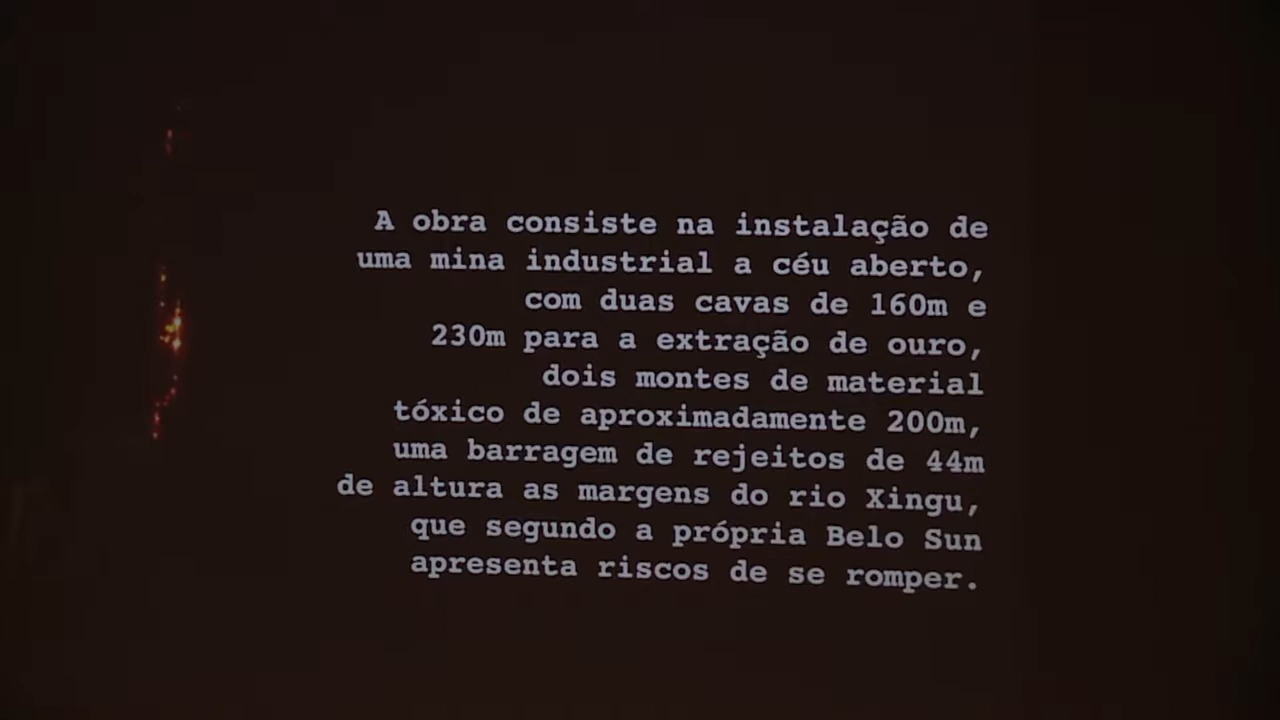 A obra consiste na instalação de
uma mina industrial a céu aberto,
com duas cavas de 160m e
230m para a extração de ouro,
dois montes de material
tóxico de aproximadamente 200m,
uma barragem de rejeitos de 44m
de altura as margens do rio Xingu,
que segundo a própria Belo Sun
apresenta riscos de se romper.